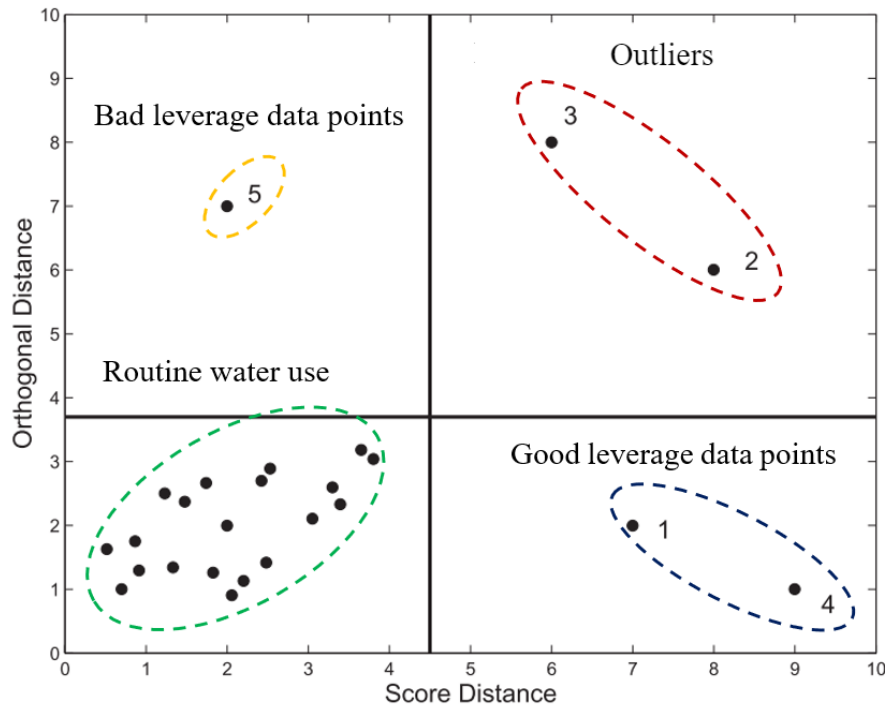 10
9
8
7
6
5
4
3
2
1
0
Orthogonal Distance
Outliers
3
Bad leverage data points
5
2
Routine water use
Good leverage data points
1
4
0 1 2 3 4 5 6 7 8 9 10
Score Distance